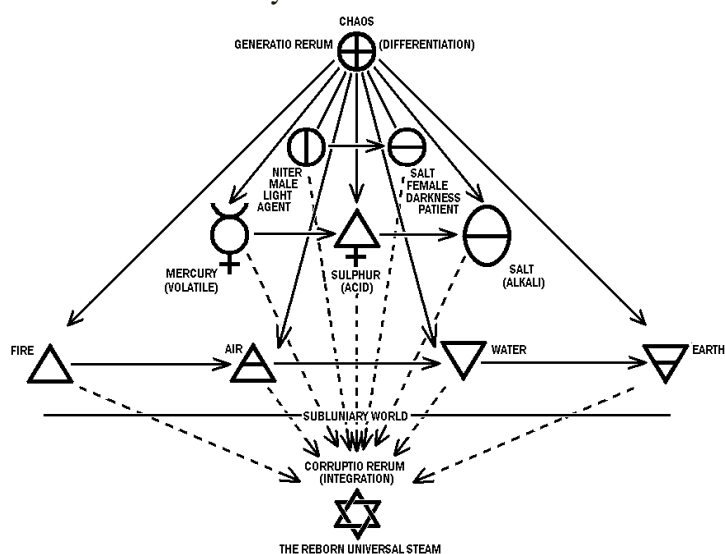 CHAOS
GENERATIO RERUM (DIFFERENTIATION)
NITER
MALE
LIGHT
AGENT
SALT
FEMALE
DARKNESS
PATIENT
MERCURY
(VOLATILE)
SULPHUR
(ACID)
SALT
(ALKALI)
FIRE
AIR
WATER
EARTH
SUBLUNIARY WORLD
CORRUPTIO RERUM
(INTEGRATION)
THE REBORN UNIVERSAL STEAM